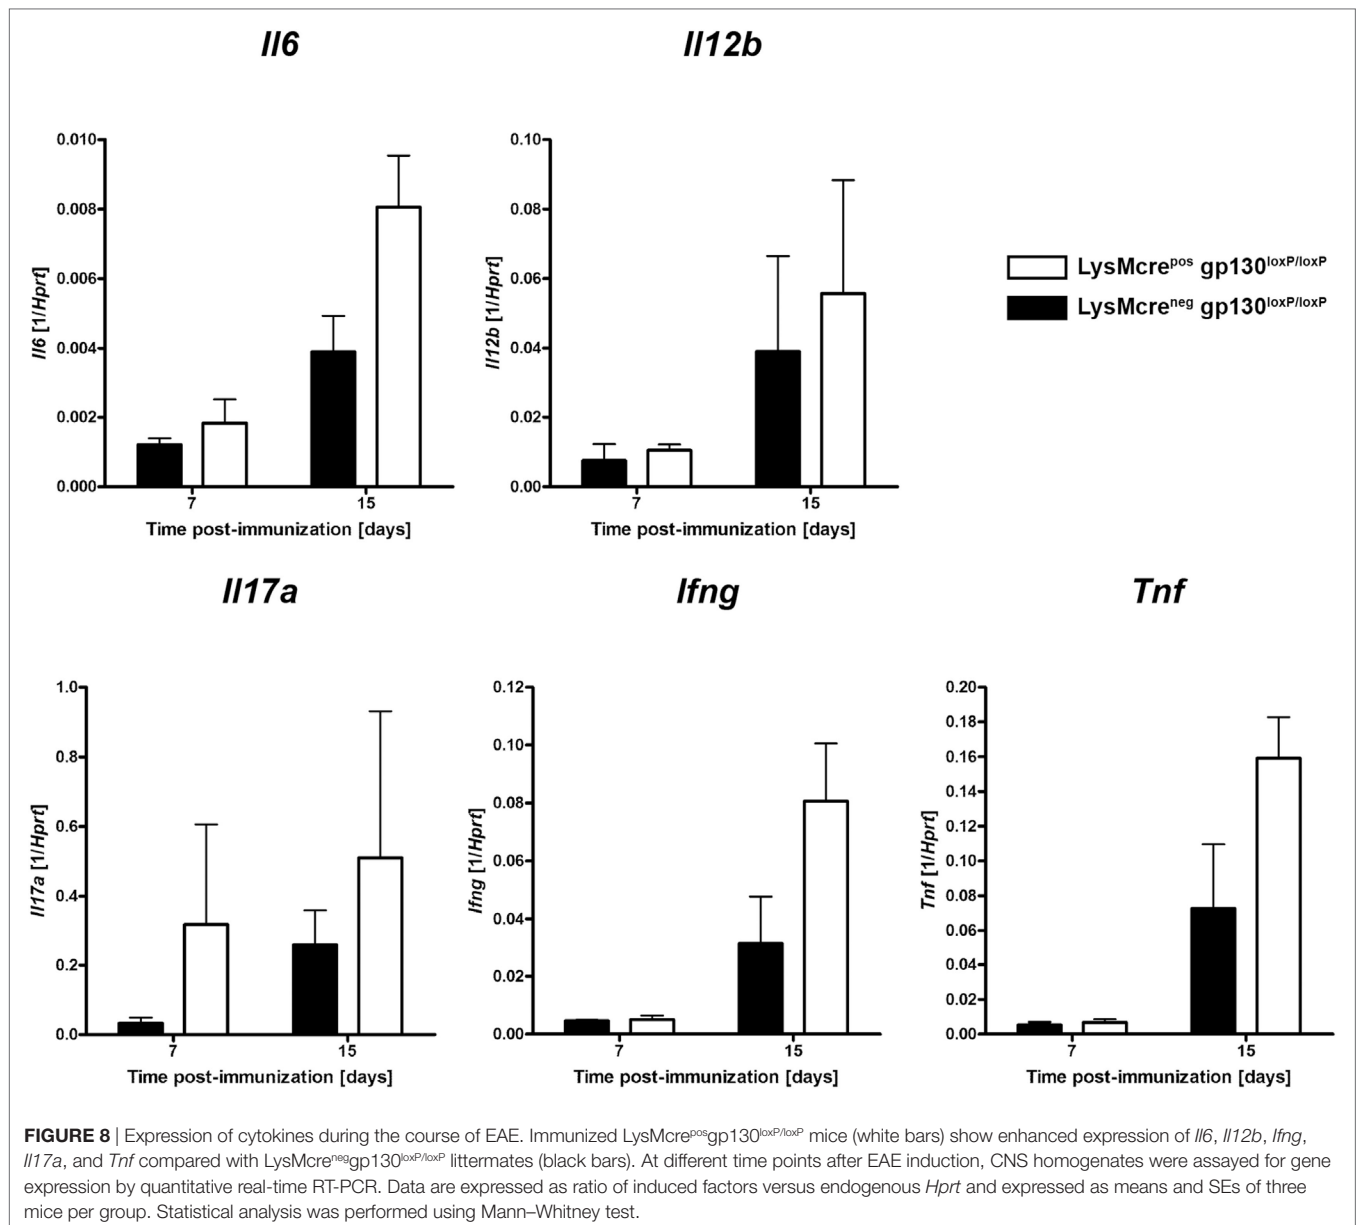 Il6
Il12b
0.010
0.008
0.006
0.004
0.002
0.000
Il6 [1/Hprt]
7
15
Time post-immunization [days]
0.10
0.08
0.06
0.04
0.02
0.00
Il12b [1/Hprt]
7
15
Time post-immunization [days]
LysMcreᵖᵒˢ gp130ˡᵒˣᴾ/ˡᵒˣᴾ
LysMcreⁿᵉᵍ gp130ˡᵒˣᴾ/ˡᵒˣᴾ
Il17a
Ifng
Tnf
1.0
0.8
0.6
0.4
0.2
0.0
Il17a [1/Hprt]
7
15
Time post-immunization [days]
0.12
0.10
0.08
0.06
0.04
0.02
0.00
Ifng [1/Hprt]
7
15
Time post-immunization [days]
0.20
0.18
0.16
0.14
0.12
0.10
0.08
0.06
0.04
0.02
0.00
Tnf [1/Hprt]
7
15
Time post-immunization [days]
FIGURE 8 | Expression of cytokines during the course of EAE. Immunized LysMcreᵖᵒˢgp130ˡᵒˣᴾ/ˡᵒˣᴾ mice (white bars) show enhanced expression of Il6, Il12b, Ifng,
Il17a, and Tnf compared with LysMcreⁿᵉᵍgp130ˡᵒˣᴾ/ˡᵒˣᴾ littermates (black bars). At different time points after EAE induction, CNS homogenates were assayed for gene
expression by quantitative real-time RT-PCR. Data are expressed as ratio of induced factors versus endogenous Hprt and expressed as means and SEs of three
mice per group. Statistical analysis was performed using Mann–Whitney test.